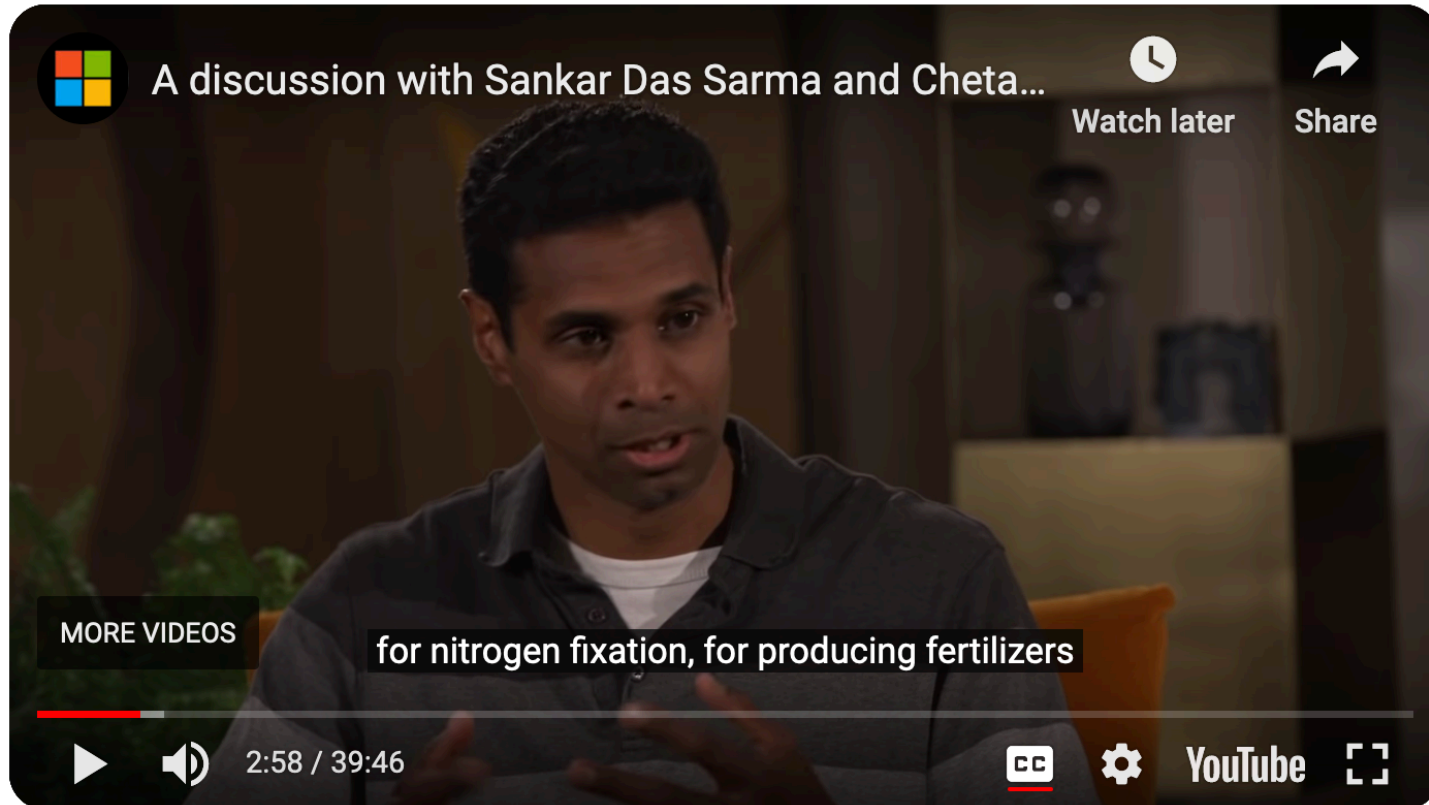 A discussion with Sankar Das Sarma and Cheta...
Watch later
Share
MORE VIDEOS
for nitrogen fixation, for producing fertilizers
2:58 / 39:46
CC
YouTube